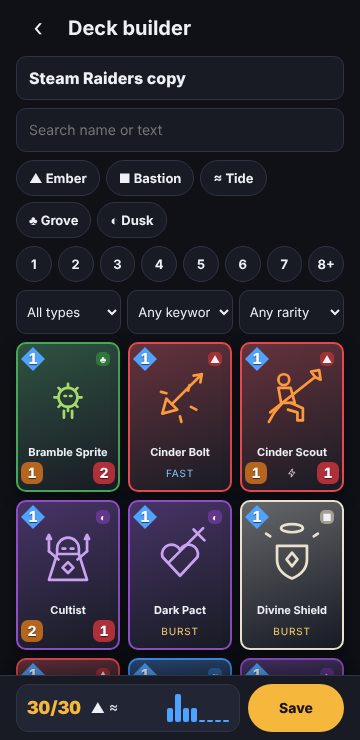 Deck builder
Steam Raiders copy
Search name or text
Ember Bastion Tide
Grove Dusk
1 2 3 4 5 6 7 8+
All types Any keywor Any rarity
1 1 1
Bramble Sprite Cinder Bolt Cinder Scout
1 2 FAST 1 1
1 1 1
Cultist Dark Pact Divine Shield
2 1 BURST BURST
1 1 1
30/30 Save